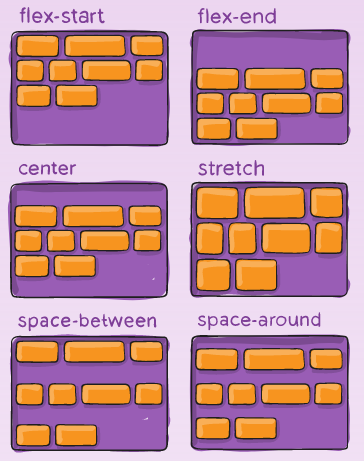 flex-start
flex-end
center
stretch
space-between
space-around